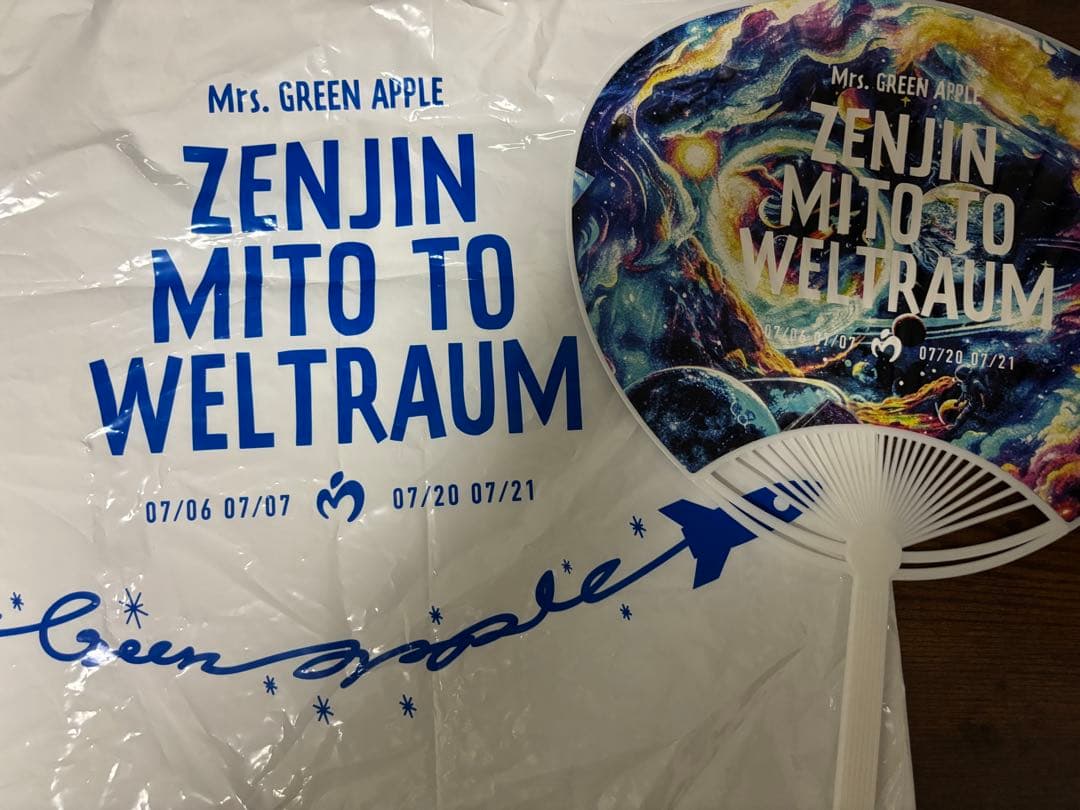 Mrs. GREEN APPLE
ZENJIN
MITO TO
WELTRAUM
07/06 07/07 07/20 07/21
Green apple
Mrs. GREEN APPLE
ZENJIN
MITO TO
WELTRAUM
07/06 07/07 07/20 07/21